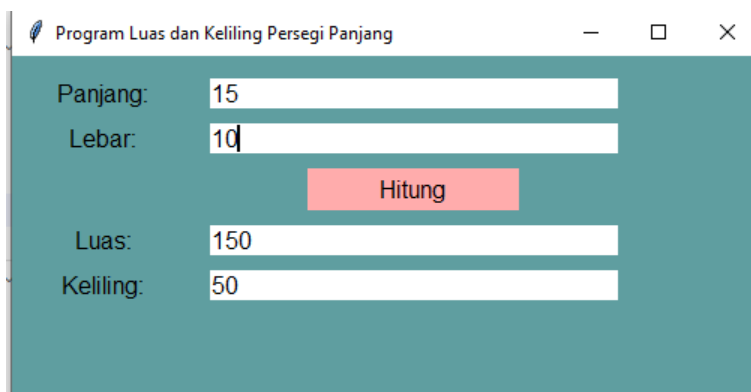 Program Luas dan Keliling Persegi Panjang
Panjang: 15
Lebar: 10
Hitung
Luas: 150
Keliling: 50